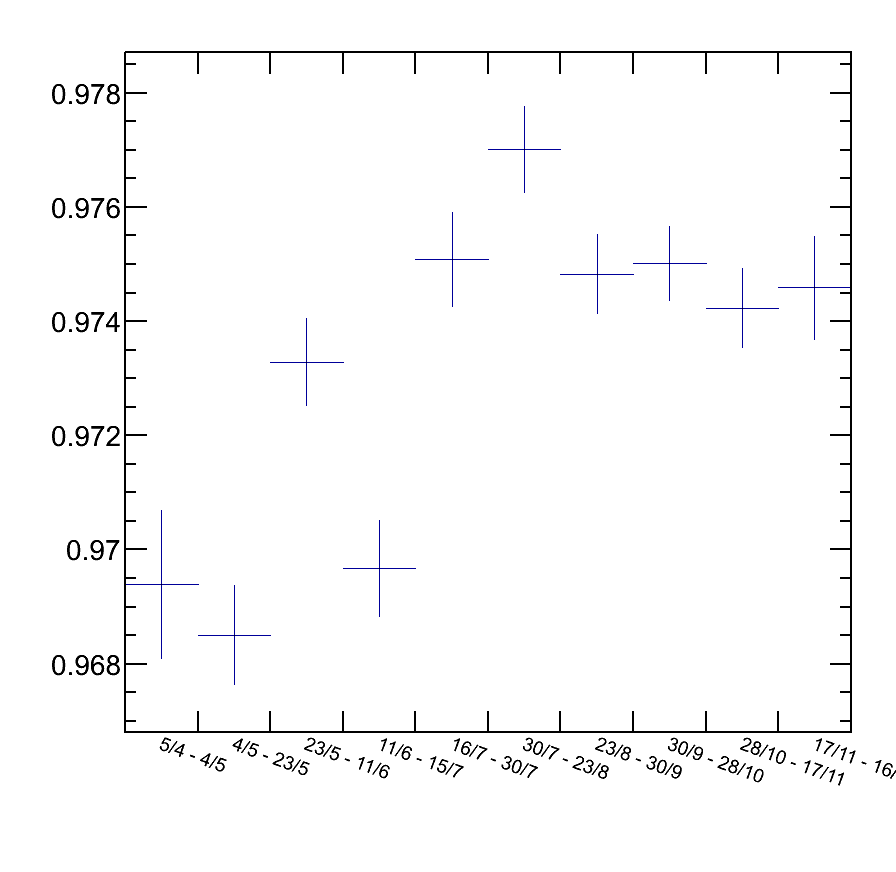 0.978
0.976
0.974
0.972
0.97
0.968
5/4 - 4/5
4/5 - 23/5
23/5 - 11/6
11/6 - 15/7
16/7 - 30/7
30/7 - 23/8
23/8 - 30/9
30/9 - 28/10
28/10 - 17/11
17/11 - 16/